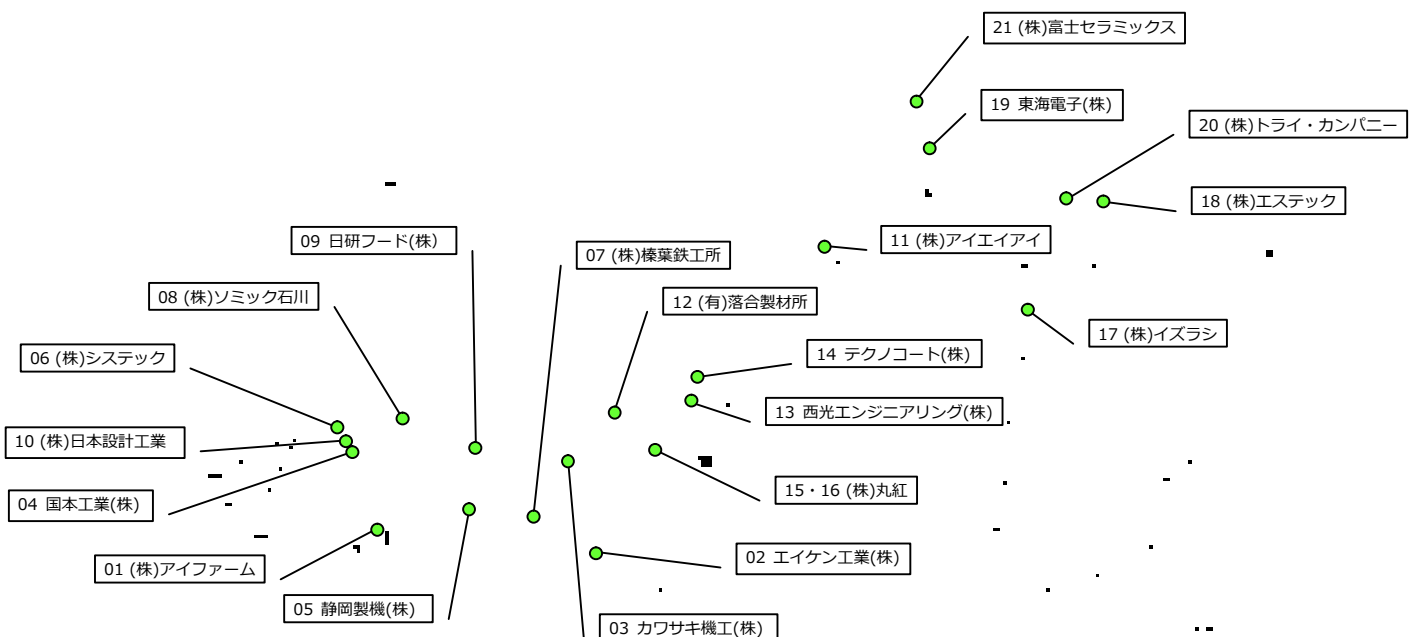 21 (株)富士セラミックス
19 東海電子(株)
20 (株)トライ・カンパニー
18 (株)エステック
09 日研フード(株)
11 (株)アイエイアイ
07 (株)榛葉鉄工所
08 (株)ソミック石川
12 (有)落合製材所
17 (株)イズラシ
06 (株)システック
14 テクノコート(株)
13 西光エンジニアリング(株)
10 (株)日本設計工業
15・16 (株)丸紅
04 国本工業(株)
02 エイケン工業(株)
01 (株)アイファーム
05 静岡製機(株)
03 カワサキ機工(株)